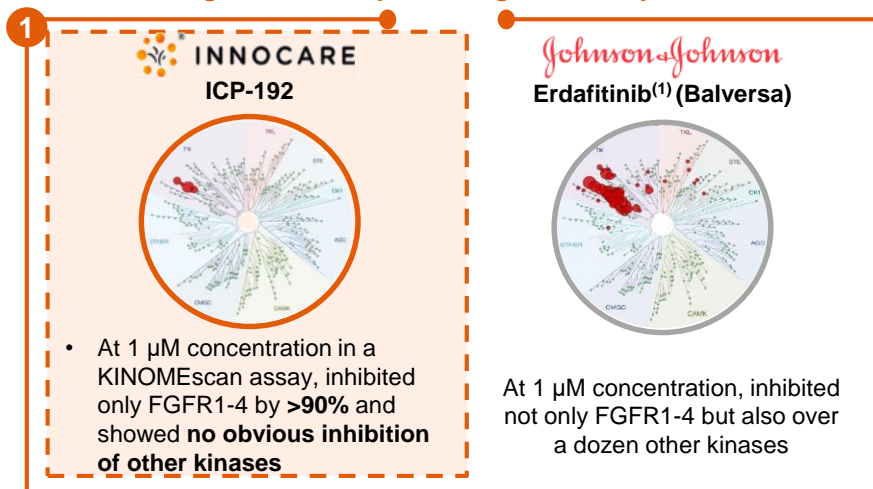 1
INNOCARE
ICP-192
TK
TKL
STE
CK1
AGC
CAMK
CMGC
OTHER
• At 1 µM concentration in a
KINOMEscan assay, inhibited
only FGFR1-4 by >90% and
showed no obvious inhibition
of other kinases
Johnson&Johnson
Erdafitinib(1) (Balversa)
TK
TKL
STE
CK1
AGC
CAMK
CMGC
OTHER
At 1 µM concentration, inhibited
not only FGFR1-4 but also over
a dozen other kinases